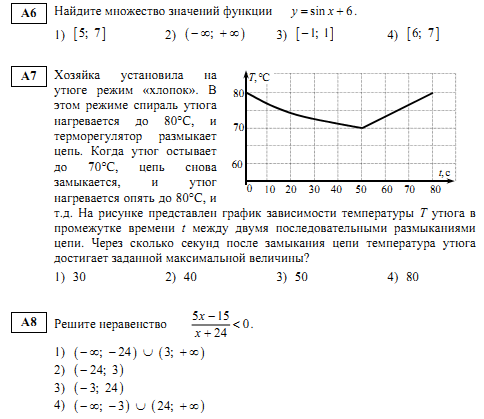 А6 Найдите множество значений функции y = sin x + 6.
1) [5; 7] 2) (−∞; +∞) 3) [−1; 1] 4) [6; 7]
А7 Хозяйка установила на
утюге режим «хлопок». В
этом режиме спираль утюга
нагревается до 80°С, и
терморегулятор размыкает
цепь. Когда утюг остывает
до 70°С, цепь снова
замыкается, и утюг
нагревается опять до 80°С, и
T, °C
80
70
60
t, c
0 10 20 30 40 50 60 70 80
т.д. На рисунке представлен график зависимости температуры T утюга в
промежутке времени t между двумя последовательными размыканиями
цепи. Через сколько секунд после замыкания цепи температура утюга
достигает заданной максимальной величины?
1) 30 2) 40 3) 50 4) 80
А8 Решите неравенство (5x − 15)/(x + 24) < 0.
1) (−∞; −24) ∪ (3; +∞)
2) (−24; 3)
3) (−3; 24)
4) (−∞; −3) ∪ (24; +∞)